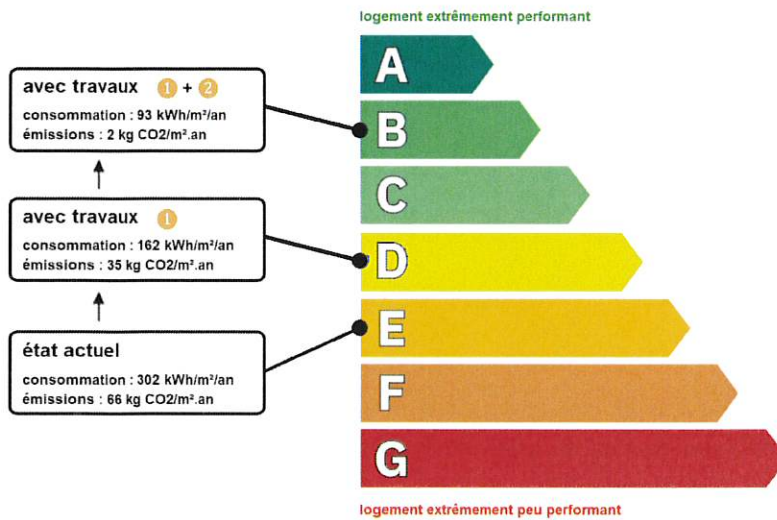 logement extrêmement performant
A
B
C
D
E
F
G
logement extrêmement peu performant
avec travaux 1 + 2
consommation : 93 kWh/m²/an
émissions : 2 kg CO2/m².an
avec travaux 1
consommation : 162 kWh/m²/an
émissions : 35 kg CO2/m².an
état actuel
consommation : 302 kWh/m²/an
émissions : 66 kg CO2/m².an